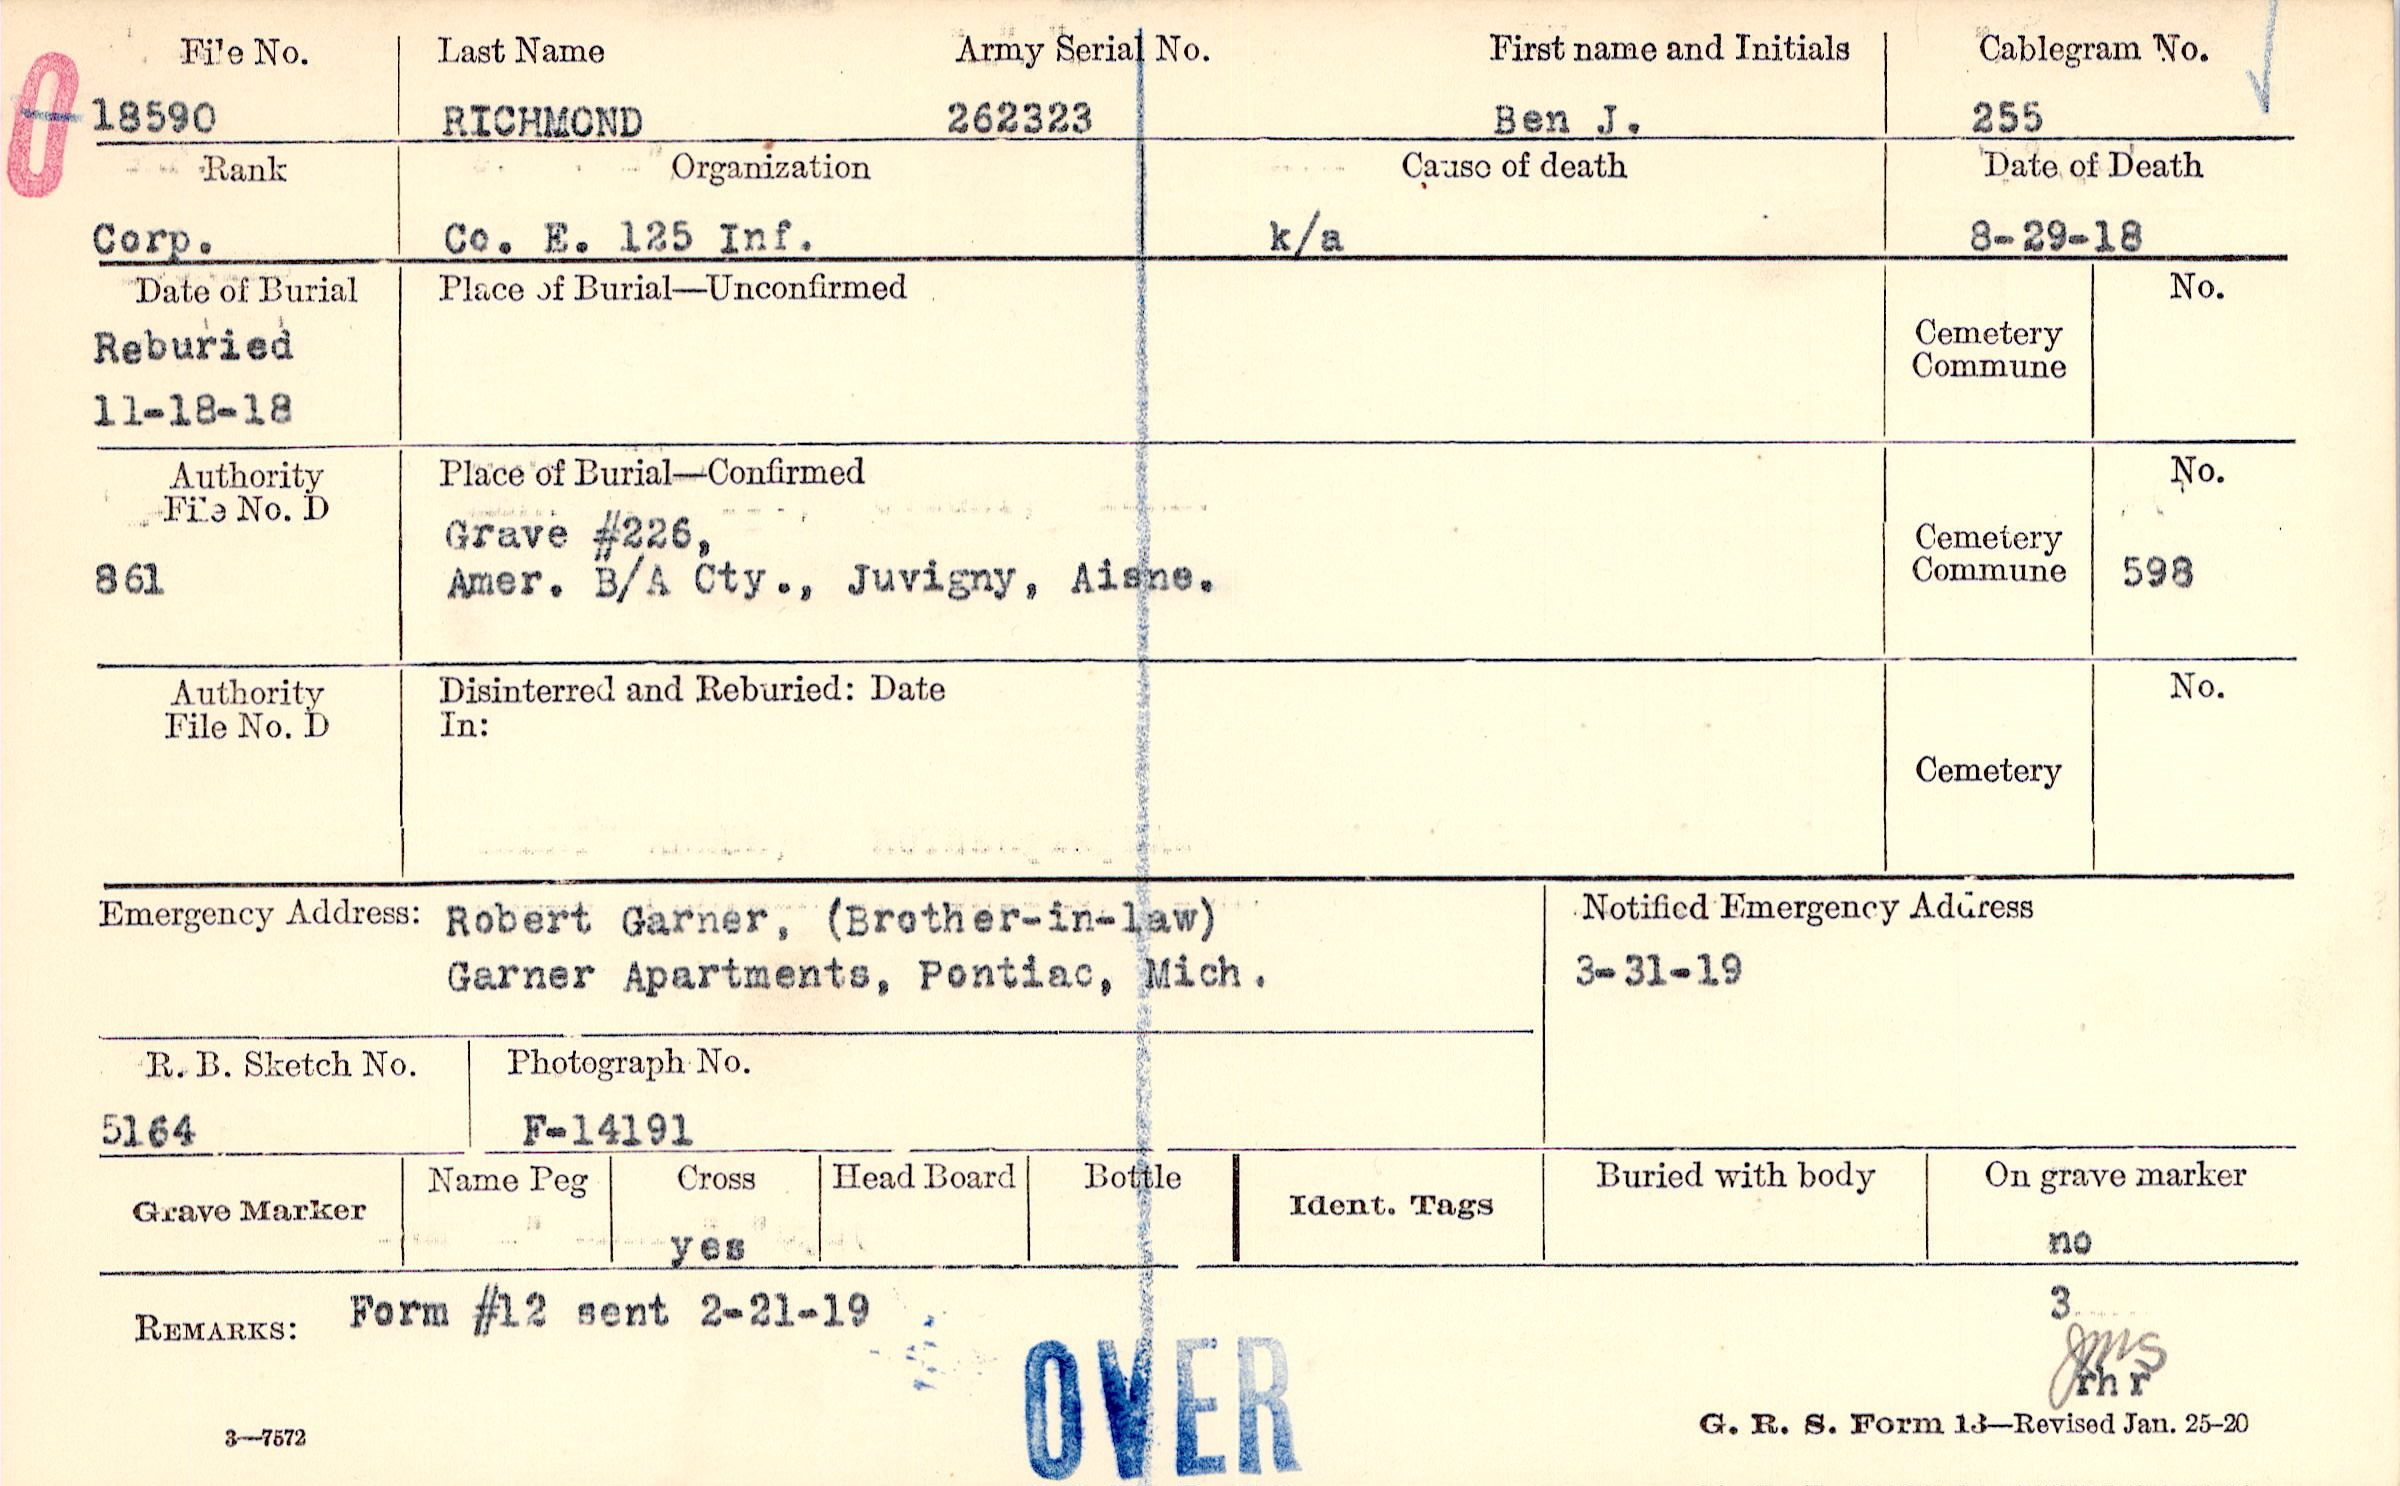 File No. Last Name Army Serial No. First name and Initials Cablegram No.
18590 RICHMOND 262323 Ben J. 255
Rank Organization Cause of death Date of Death
Corp. Co. E. 125 Inf. k/a 8-29-18
Date of Burial Place of Burial—Unconfirmed No.
Reburied
11-18-18
Cemetery
Commune
Authority
File No. D
861
Place of Burial—Confirmed
Grave #226,
Amer. B/A Cty., Juvigny, Aisne.
Cemetery
Commune
No.
598
Authority
File No. D
Disinterred and Reburied: Date
In:
Cemetery
No.
Emergency Address: Robert Garner, (Brother-in-law)
Garner Apartments, Pontiac, Mich.
Notified Emergency Address
3-31-19
R. B. Sketch No. Photograph No.
5164 F-14191
Grave Marker
Name Peg Cross Head Board Bottle
yes
Ident. Tags
Buried with body On grave marker
no
REMARKS: Form #12 sent 2-21-19
3
JMS
rhr
OVER
3—7572
G. R. S. Form 13—Revised Jan. 25-20